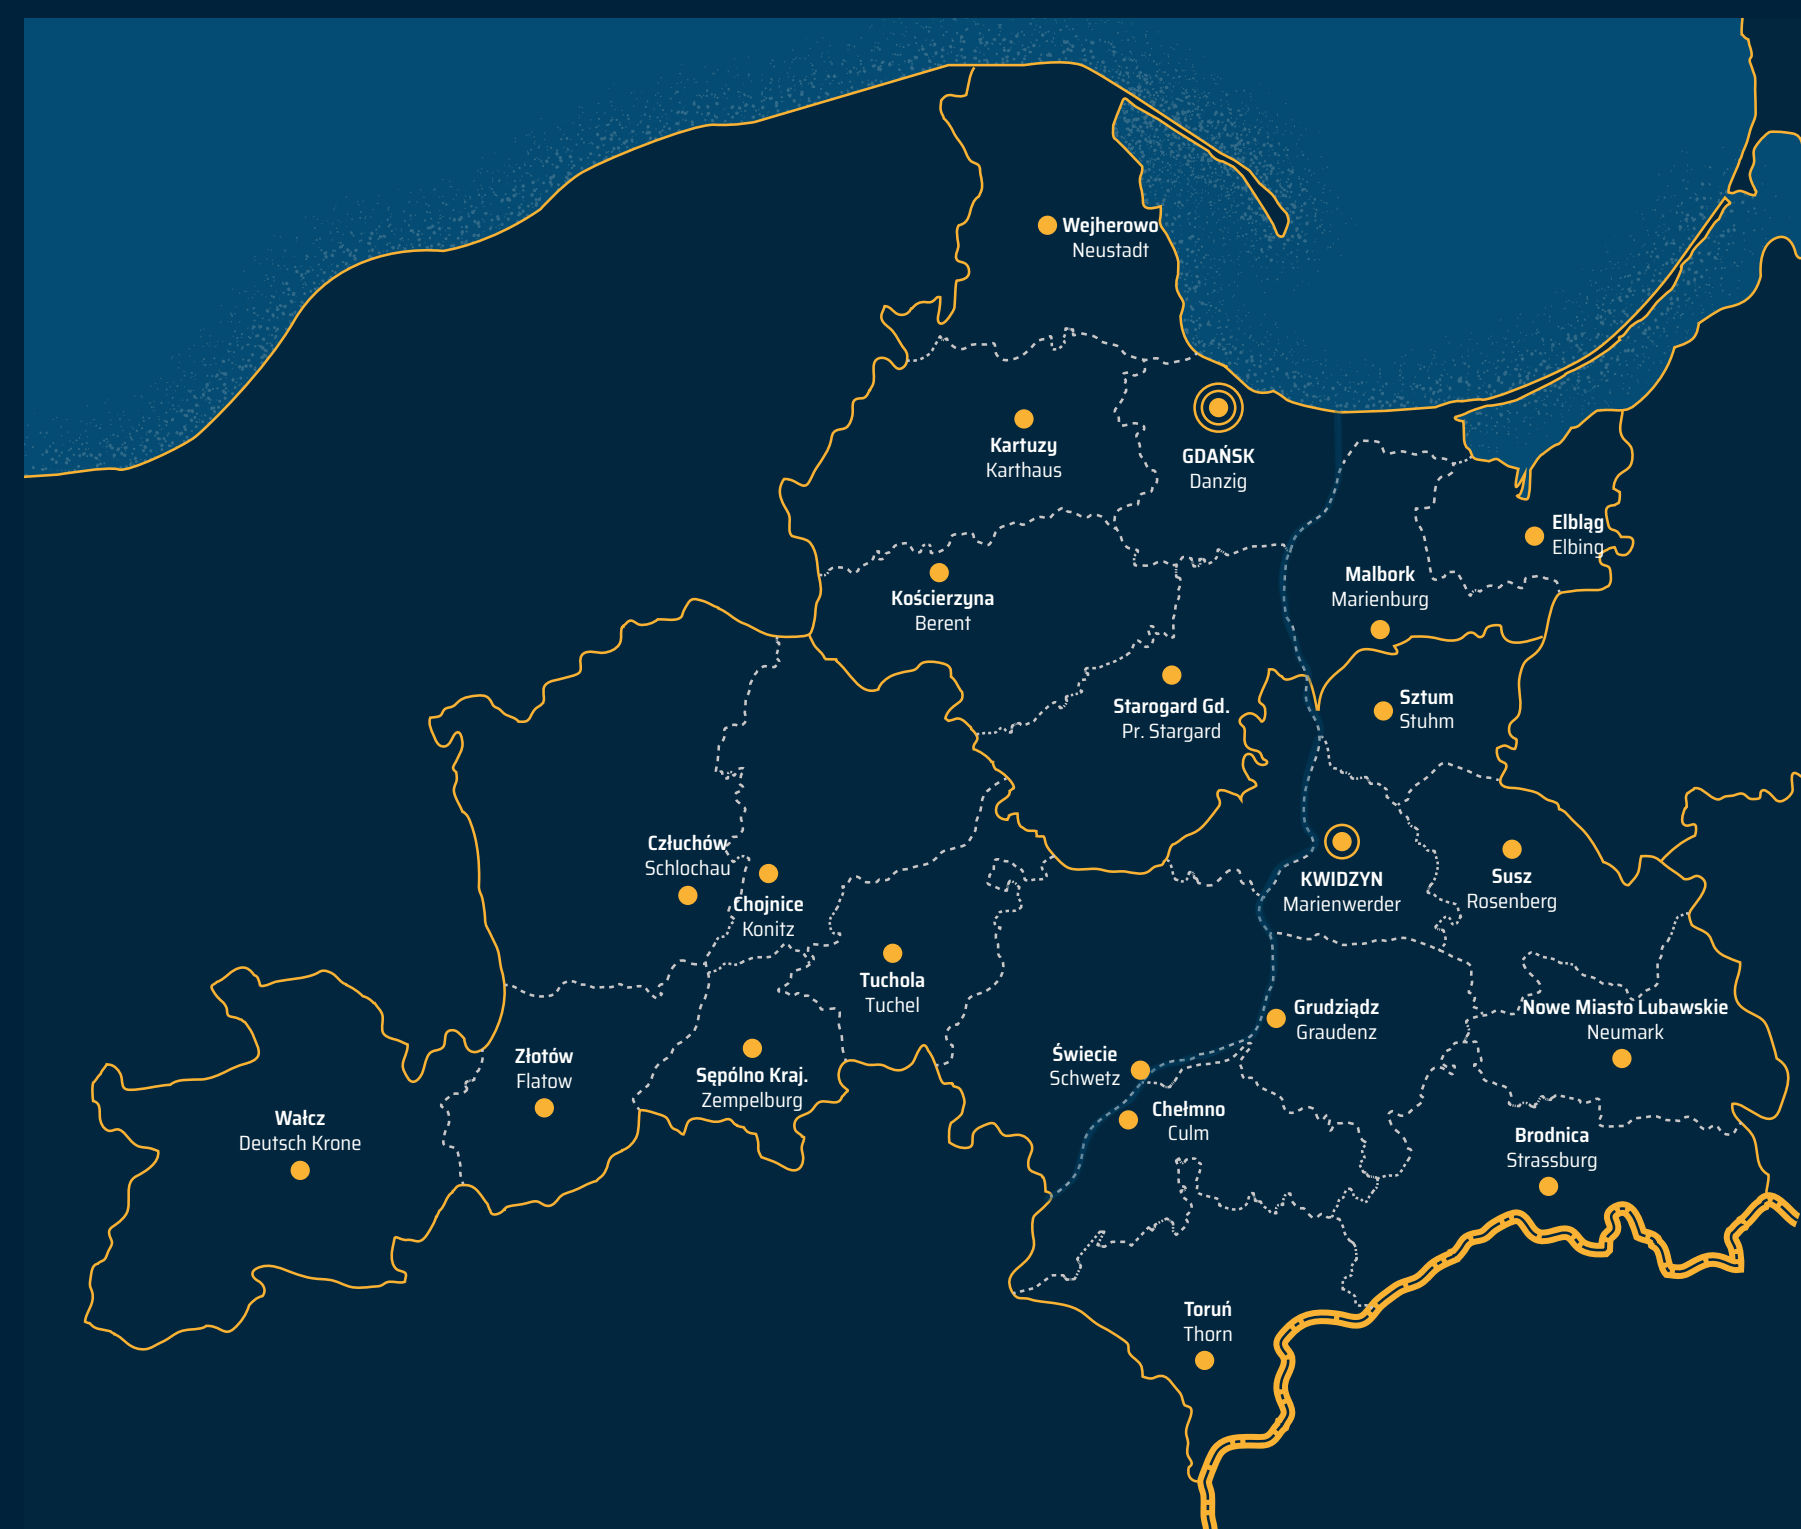 Wejherowo
Neustadt
Kartuzy
Karthaus
GDAŃSK
Danzig
Elbląg
Elbing
Malbork
Marienburg
Kościerzyna
Berent
Starogard Gd.
Pr. Stargard
Sztum
Stuhm
Człuchów
Schlochau
Chojnice
Konitz
KWIDZYN
Marienwerder
Susz
Rosenberg
Tuchola
Tuchel
Grudziądz
Graudenz
Nowe Miasto Lubawskie
Neumark
Złotów
Flatow
Sępólno Kraj.
Zempelburg
Świecie
Schwetz
Chełmno
Culm
Wałcz
Deutsch Krone
Brodnica
Strassburg
Toruń
Thorn